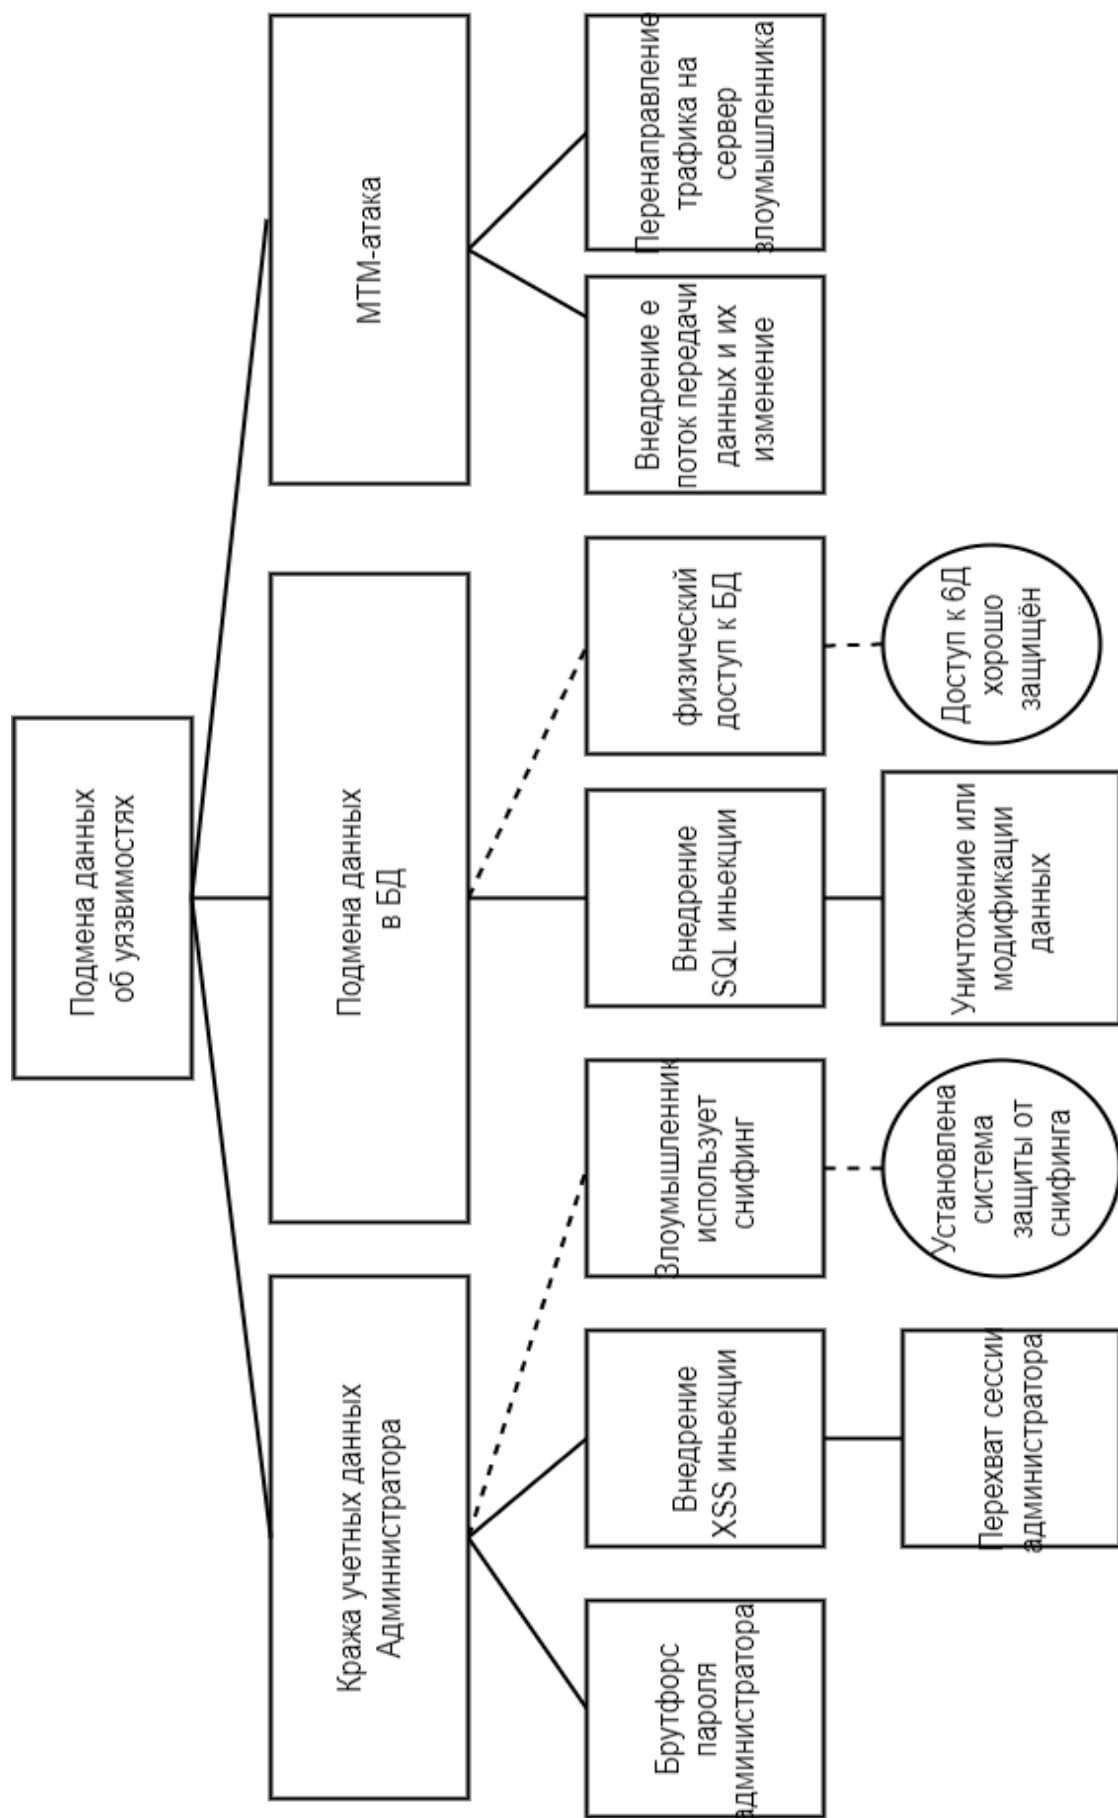 Подмена данных
об уязвимостях
Кража учетных данных
Администратора
Подмена данных
в БД
МТМ-атака
Брутфорс
пароля
администратора
Внедрение
XSS иньекции
Злоумышленник
использует
снифинг
Внедрение
SQL иньекции
физический
доступ к БД
Внедрение е
поток передачи
данных и их
изменение
Перенаправление
трафика на
сервер
злоумышленника
Перехват сессии
администратора
Установлена
система
защиты от
снифинга
Уничтожение или
модификации
данных
Доступ к бД
хорошо
защищён